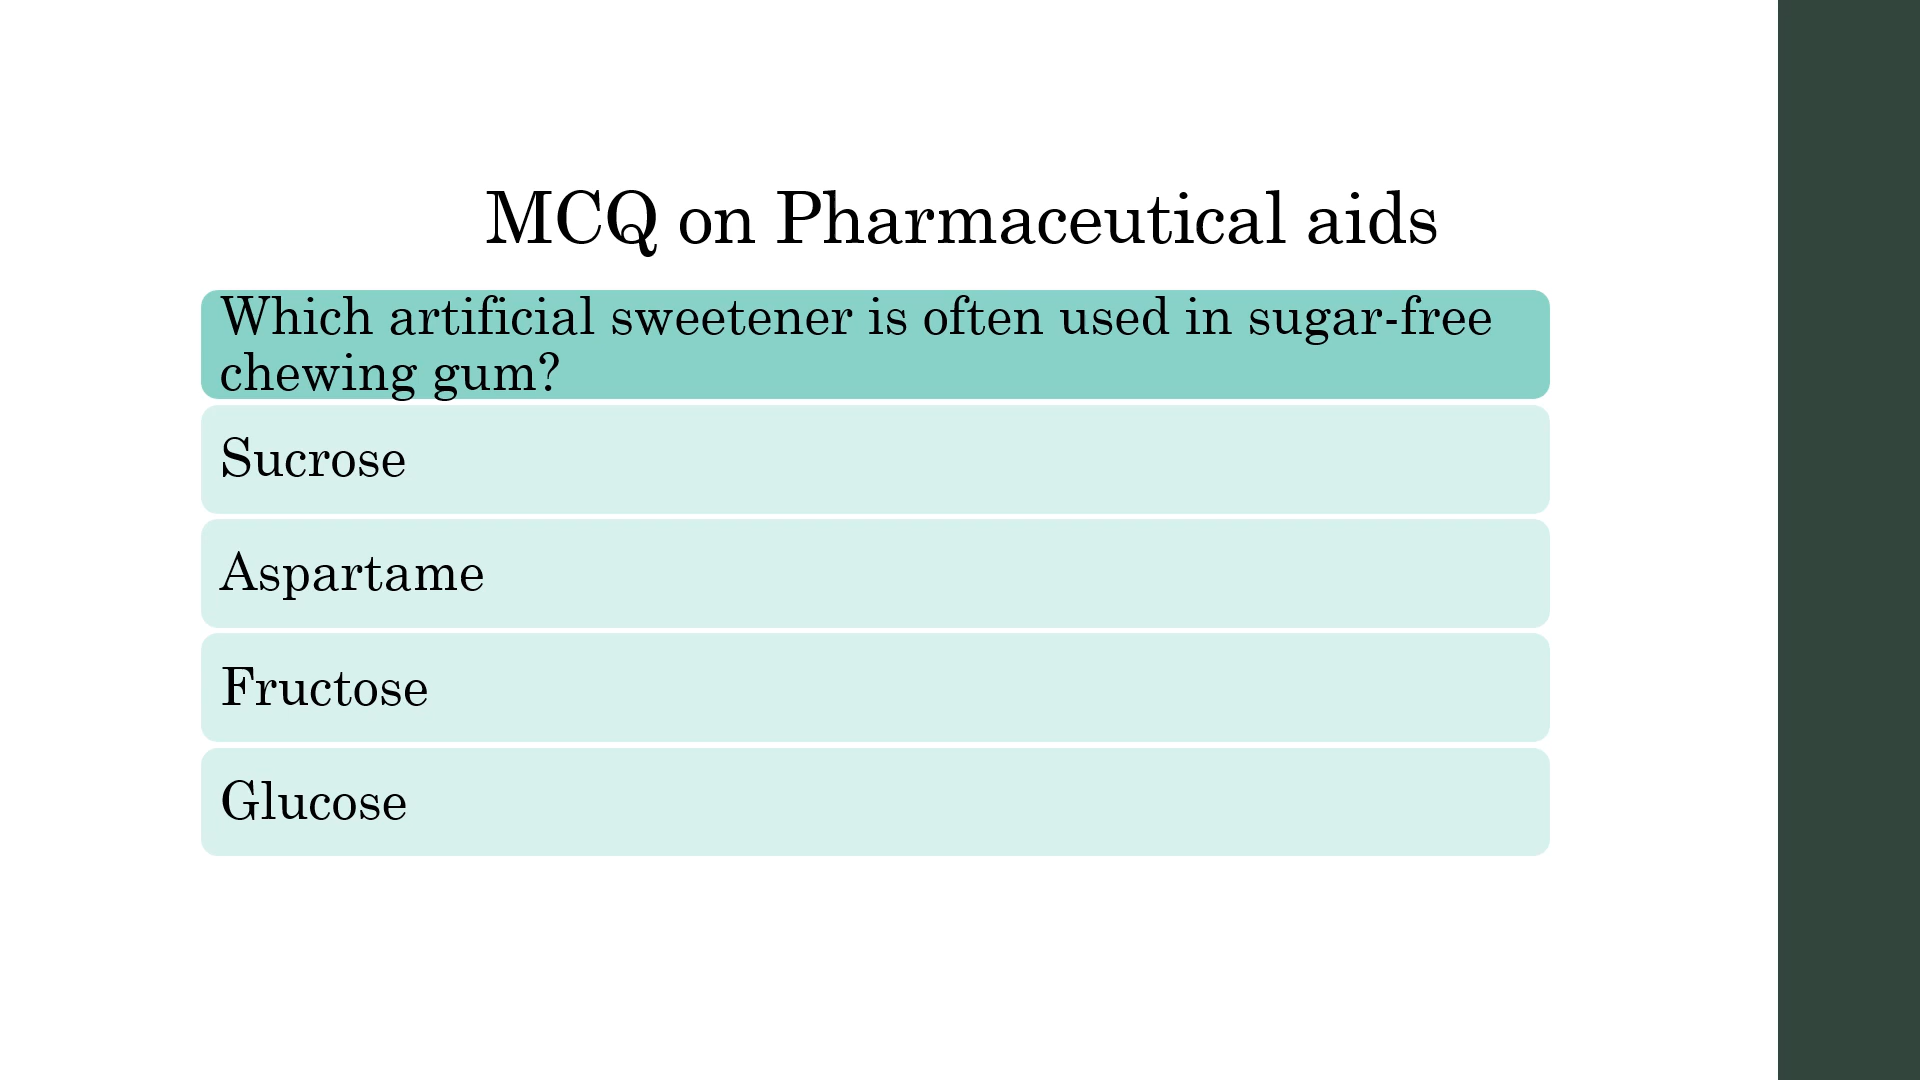 MCQ on Pharmaceutical aids
Which artificial sweetener is often used in sugar-free
chewing gum?
Sucrose
Aspartame
Fructose
Glucose